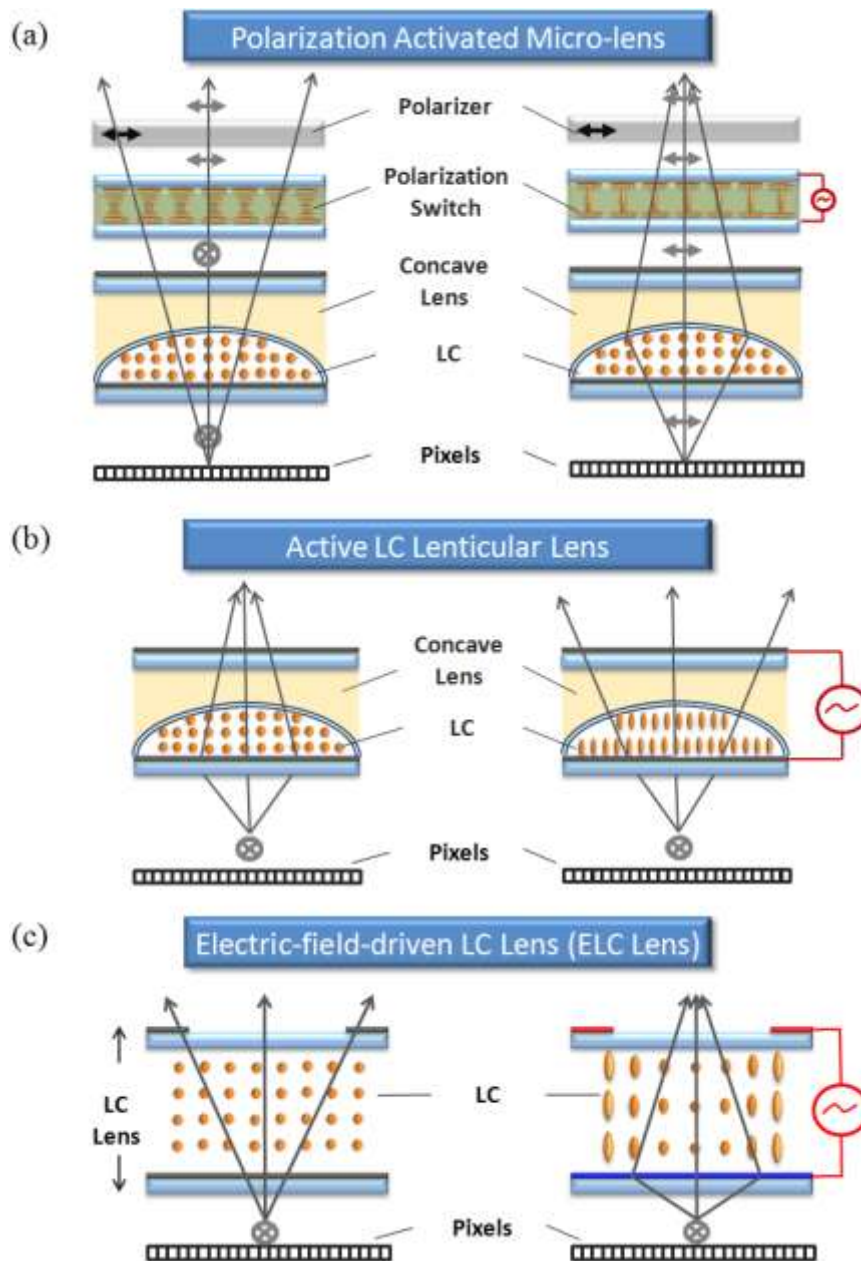 (a)
Polarization Activated Micro-lens
Polarizer
Polarization
Switch
Concave
Lens
LC
Pixels
(b)
Active LC Lenticular Lens
Concave
Lens
LC
Pixels
(c)
Electric-field-driven LC Lens (ELC Lens)
LC
Lens
LC
Pixels